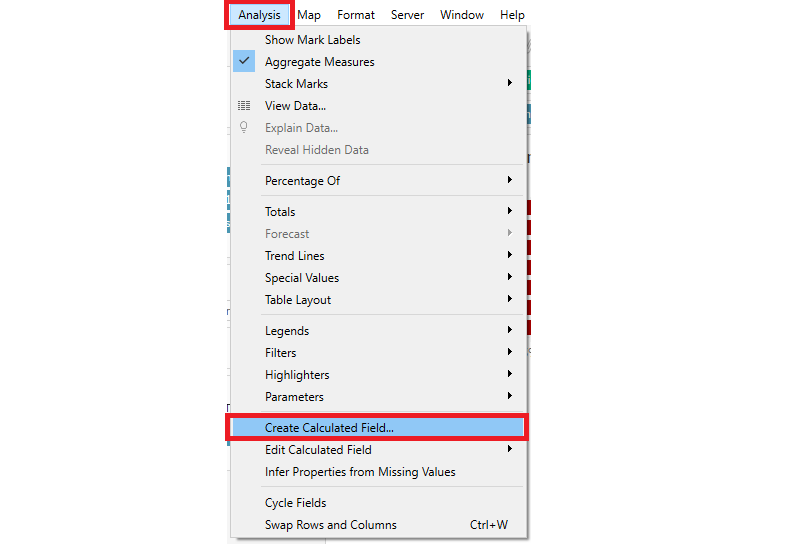 Analysis Map Format Server Window Help
Show Mark Labels
Aggregate Measures
Stack Marks
View Data...
Explain Data...
Reveal Hidden Data
Percentage Of
Totals
Forecast
Trend Lines
Special Values
Table Layout
Legends
Filters
Highlighters
Parameters
Create Calculated Field...
Edit Calculated Field
Infer Properties from Missing Values
Cycle Fields
Swap Rows and Columns Ctrl+W